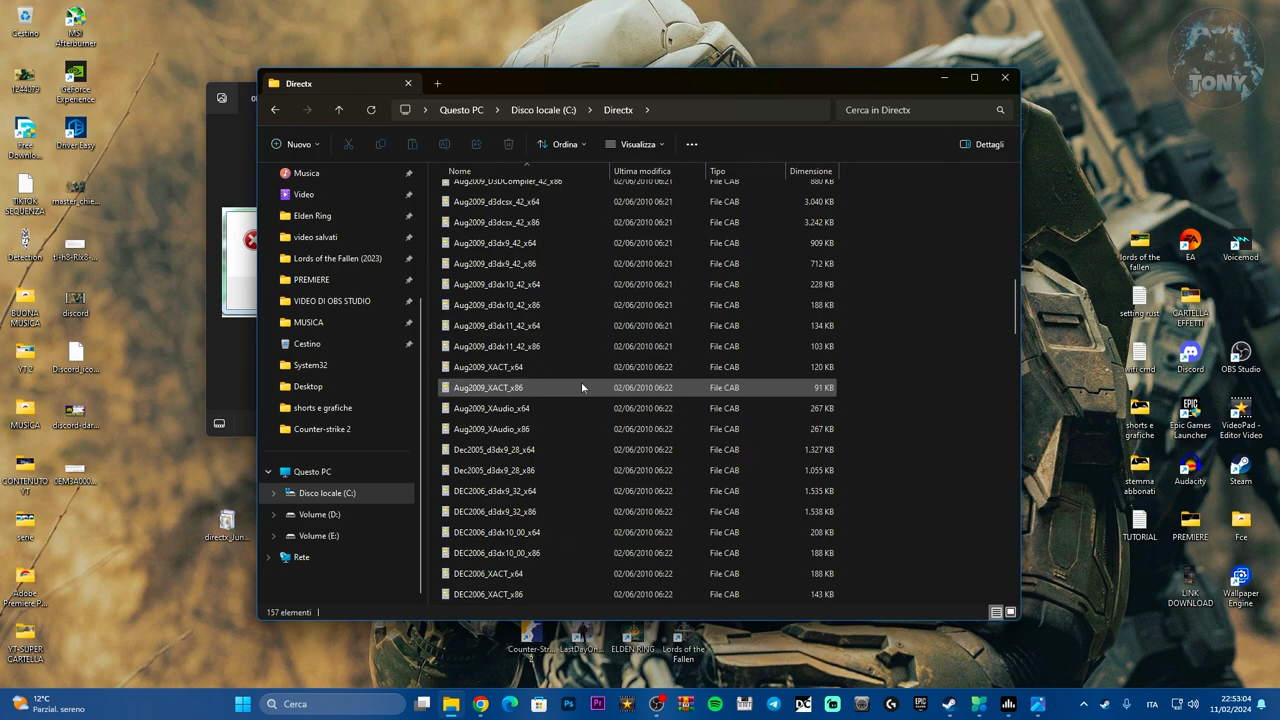 Cestino
MSI
Afterburner
1244079
GeForce
Experience
Free
Downlo...
Driver Easy
TIKTOK
SEQUENZA
master_chie...
Detection
BUONA
MUSICA
discord
YT 2
Discord_ico...
MUSICA
discord-dar...
CONTENUTO
YT
0EM3A000...
serie
directx_Jun...
Adobe
Premiere P...
YT-SUPER
CARTELLA
Directx
Questo PC
Disco locale (C:)
Directx
Cerca in Directx
Nuovo
Ordina
Visualizza
Dettagli
Musica
Video
Elden Ring
video salvati
Lords of the Fallen (2023)
PREMIERE
VIDEO DI OBS STUDIO
MUSICA
Cestino
System32
Desktop
shorts e grafiche
Counter-strike 2
Questo PC
Disco locale (C:)
Volume (D:)
Volume (E:)
Rete
Nome Ultima modifica Tipo Dimensione
Aug2009_D3DCompiler_42_x86 02/06/2010 06:21 File CAB 880 KB
Aug2009_d3dcsx_42_x64 02/06/2010 06:21 File CAB 3.040 KB
Aug2009_d3dcsx_42_x86 02/06/2010 06:21 File CAB 3.242 KB
Aug2009_d3dx9_42_x64 02/06/2010 06:21 File CAB 909 KB
Aug2009_d3dx9_42_x86 02/06/2010 06:21 File CAB 712 KB
Aug2009_d3dx10_42_x64 02/06/2010 06:21 File CAB 228 KB
Aug2009_d3dx10_42_x86 02/06/2010 06:21 File CAB 188 KB
Aug2009_d3dx11_42_x64 02/06/2010 06:21 File CAB 134 KB
Aug2009_d3dx11_42_x86 02/06/2010 06:21 File CAB 103 KB
Aug2009_XACT_x64 02/06/2010 06:22 File CAB 120 KB
Aug2009_XACT_x86 02/06/2010 06:22 File CAB 91 KB
Aug2009_XAudio_x64 02/06/2010 06:22 File CAB 267 KB
Aug2009_XAudio_x86 02/06/2010 06:22 File CAB 267 KB
Dec2005_d3dx9_28_x64 02/06/2010 06:22 File CAB 1.327 KB
Dec2005_d3dx9_28_x86 02/06/2010 06:22 File CAB 1.055 KB
DEC2006_d3dx9_32_x64 02/06/2010 06:22 File CAB 1.535 KB
DEC2006_d3dx9_32_x86 02/06/2010 06:22 File CAB 1.538 KB
DEC2006_d3dx10_00_x64 02/06/2010 06:22 File CAB 208 KB
DEC2006_d3dx10_00_x86 02/06/2010 06:22 File CAB 188 KB
DEC2006_XACT_x64 02/06/2010 06:22 File CAB 188 KB
DEC2006_XACT_x86 02/06/2010 06:22 File CAB 143 KB
157 elementi
Counter-Str...
2
LastDayOn...
ELDEN RING
Lords of the
Fallen
TONY
lords of the
fallen
EA
Voicemod
setting rust
CARTELLA
EFFETTI
wifi cmd
Discord
OBS Studio
shorts e
grafiche
Epic Games
Launcher
VideoPad -
Editor Video
stemma
abbonati
Audacity
Steam
TUTORIAL
PREMIERE
Fce
LINK
DOWNLOAD
Wallpaper
Engine
12°C
Parzial. sereno
Cerca
ITA
22:53:04
11/02/2024